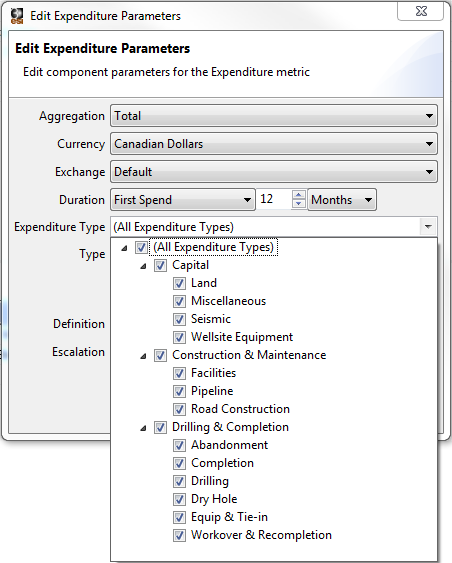 Edit Expenditure Parameters
Edit Expenditure Parameters
Edit component parameters for the Expenditure metric
Aggregation Total
Currency Canadian Dollars
Exchange Default
Duration First Spend 12 Months
Expenditure Type (All Expenditure Types)
Type (All Expenditure Types)
Capital
Land
Miscellaneous
Seismic
Definition Wellsite Equipment
Escalation Construction & Maintenance
Facilities
Pipeline
Road Construction
Drilling & Completion
Abandonment
Completion
Drilling
Dry Hole
Equip & Tie-in
Workover & Recompletion